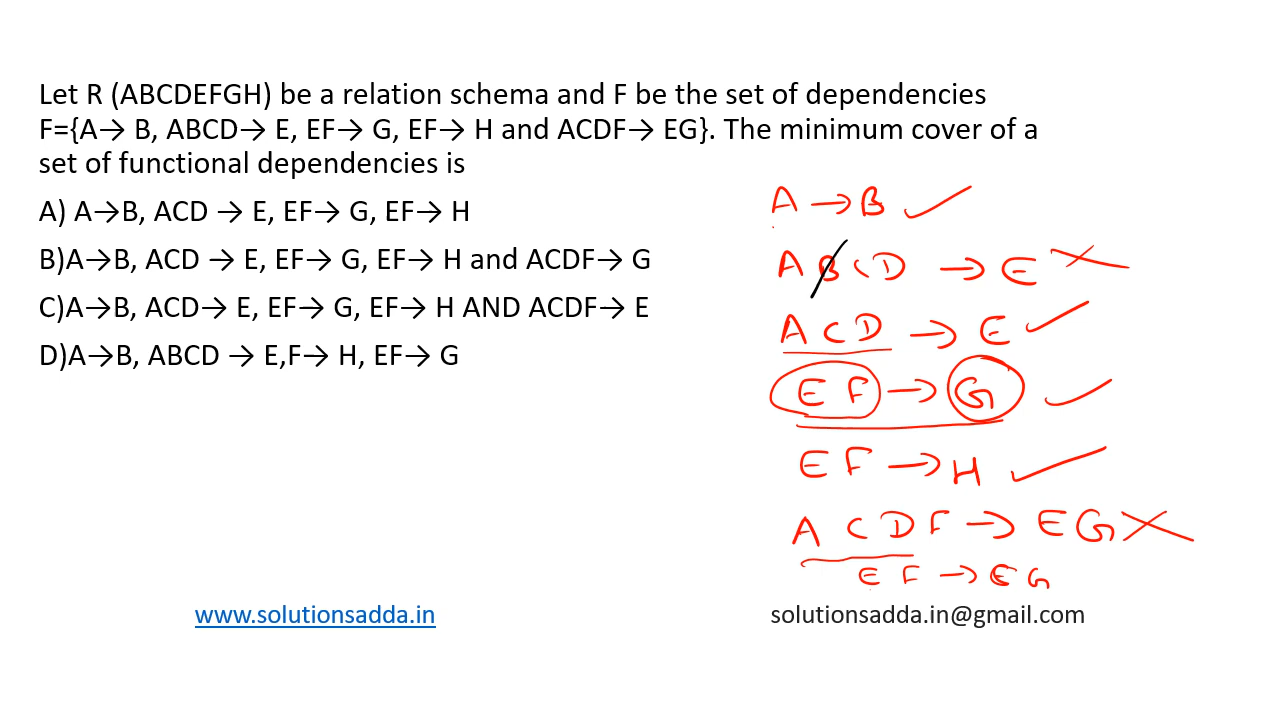 Let R (ABCDEFGH) be a relation schema and F be the set of dependencies
F={A→ B, ABCD→ E, EF→ G, EF→ H and ACDF→ EG}. The minimum cover of a
set of functional dependencies is
A) A→B, ACD → E, EF→ G, EF→ H
B)A→B, ACD → E, EF→ G, EF→ H and ACDF→ G
C)A→B, ACD→ E, EF→ G, EF→ H AND ACDF→ E
D)A→B, ABCD → E,F→ H, EF→ G
A → B
ABCD → E
ACD → E
EF → G
EF → H
ACDF → EG
EF → EG
www.solutionsadda.in
solutionsadda.in@gmail.com